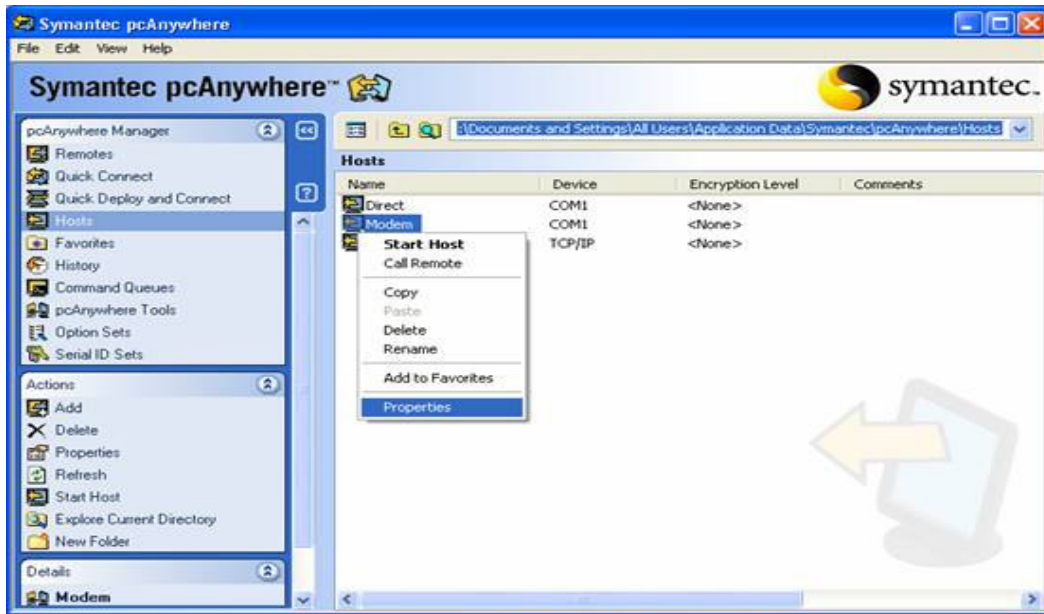 Symantec pcAnywhere
File Edit View Help
Symantec pcAnywhere™
symantec.
pcAnywhere Manager
Remotes
Quick Connect
Quick Deploy and Connect
Hosts
Favorites
History
Command Queues
pcAnywhere Tools
Option Sets
Serial ID Sets
Actions
Add
Delete
Properties
Refresh
Start Host
Explore Current Directory
New Folder
Details
Modem
:\Documents and Settings\All Users\Application Data\Symantec\pcAnywhere\Hosts
Hosts
Name Device Encryption Level Comments
Direct COM1 <None>
Modem COM1 <None>
TCP/IP <None>
Start Host
Call Remote
Copy
Paste
Delete
Rename
Add to Favorites
Properties